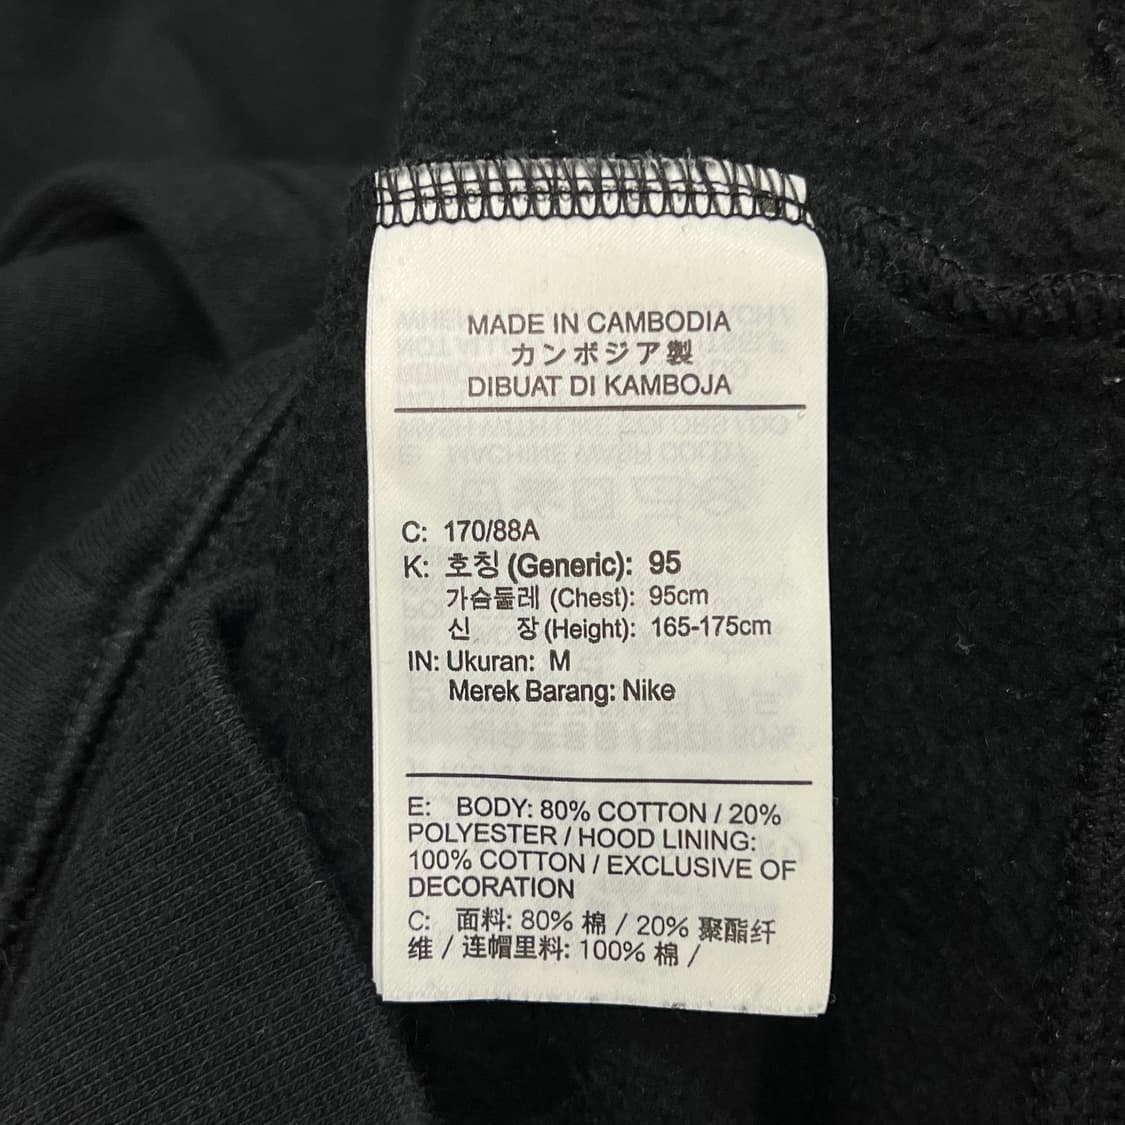 MADE IN CAMBODIA
カンボジア製
DIBUAT DI KAMBOJA
C: 170/88A
K: 호칭 (Generic): 95
가슴둘레 (Chest): 95cm
신 장 (Height): 165-175cm
IN: Ukuran: M
Merek Barang: Nike
E: BODY: 80% COTTON / 20%
POLYESTER / HOOD LINING:
100% COTTON / EXCLUSIVE OF
DECORATION
C: 面料: 80% 棉 / 20% 聚酯纤
维 / 连帽里料: 100% 棉 /